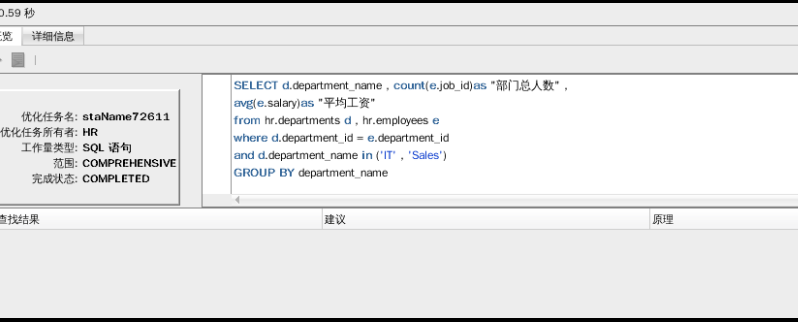 0.59 秒
概览 详细信息
优化任务名: staName72611
优化任务所有者: HR
工作量类型: SQL 语句
范围: COMPREHENSIVE
完成状态: COMPLETED
SELECT d.department_name , count(e.job_id)as "部门总人数" ,
avg(e.salary)as "平均工资"
from hr.departments d , hr.employees e
where d.department_id = e.department_id
and d.department_name in ('IT' , 'Sales')
GROUP BY department_name
查找结果 建议 原理